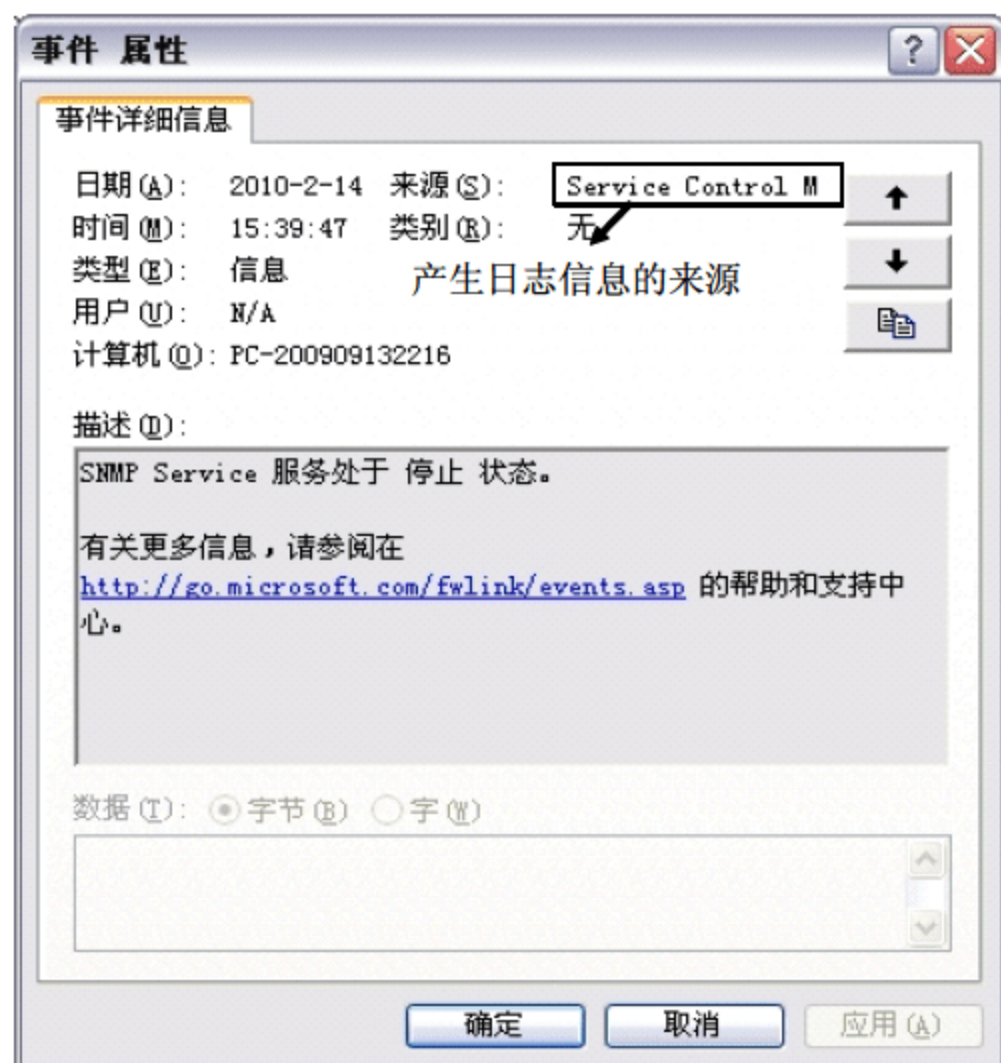 事件 属性
事件详细信息
日期(A): 2010-2-14 来源(S): Service Control M
时间(M): 15:39:47 类别(R): 无
类型(E): 信息
产生日志信息的来源
用户(U): N/A
计算机(O): PC-200909132216
描述(D):
SNMP Service 服务处于 停止 状态。
有关更多信息，请参阅在
http://go.microsoft.com/fwlink/events.asp 的帮助和支持中
心。
数据(T): 字节(B) 字(W)
确定 取消 应用(A)